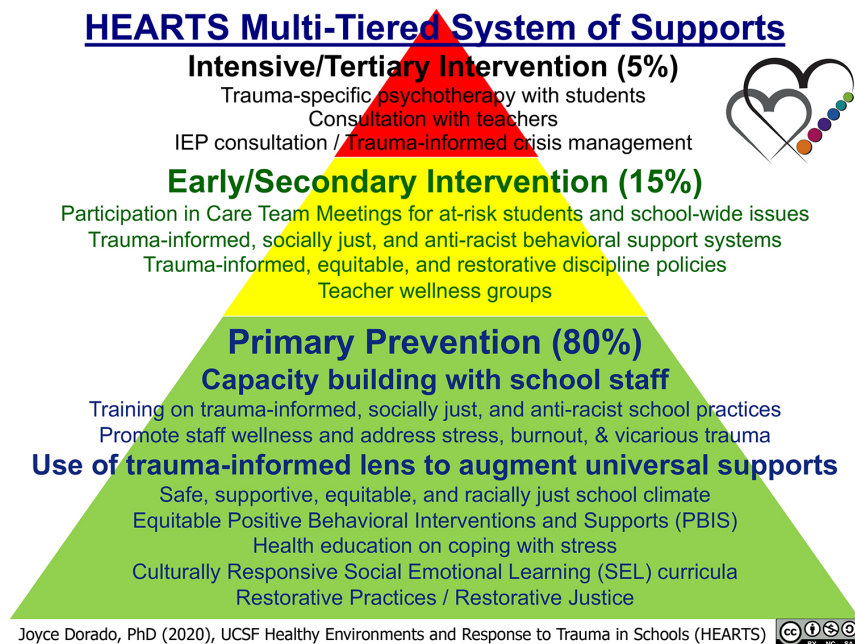 HEARTS Multi-Tiered System of Supports
Intensive/Tertiary Intervention (5%)
Trauma-specific psychotherapy with students
Consultation with teachers
IEP consultation / Trauma-informed crisis management
Early/Secondary Intervention (15%)
Participation in Care Team Meetings for at-risk students and school-wide issues
Trauma-informed, socially just, and anti-racist behavioral support systems
Trauma-informed, equitable, and restorative discipline policies
Teacher wellness groups
Primary Prevention (80%)
Capacity building with school staff
Training on trauma-informed, socially just, and anti-racist school practices
Promote staff wellness and address stress, burnout, & vicarious trauma
Use of trauma-informed lens to augment universal supports
Safe, supportive, equitable, and racially just school climate
Equitable Positive Behavioral Interventions and Supports (PBIS)
Health education on coping with stress
Culturally Responsive Social Emotional Learning (SEL) curricula
Restorative Practices / Restorative Justice
Joyce Dorado, PhD (2020), UCSF Healthy Environments and Response to Trauma in Schools (HEARTS)
cc